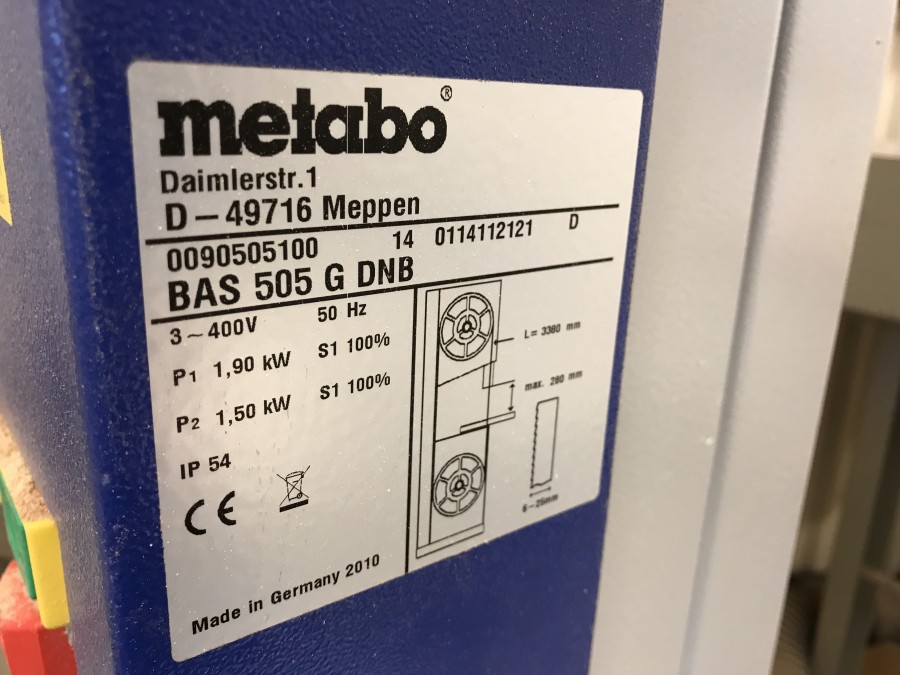 metabo®
Daimlerstr.1
D–49716 Meppen
0090505100 14 0114112121 D
BAS 505 G DNB
3~400V 50 Hz
P1 1,90 kW S1 100%
P2 1,50 kW S1 100%
IP 54
CE
Made in Germany 2010
L= 3380 mm
max. 280 mm
6–25mm